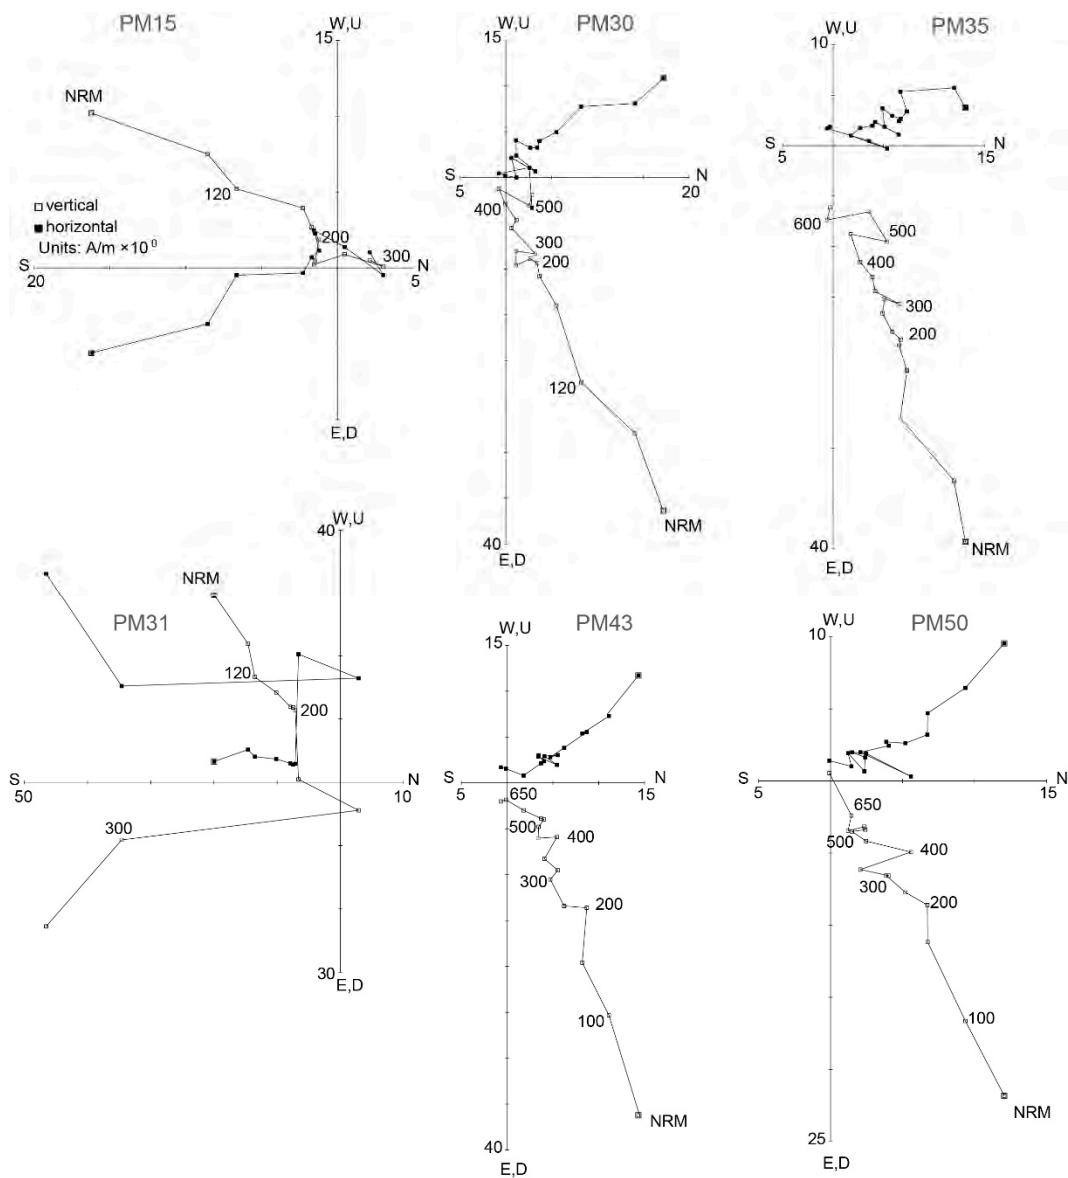 PM15
W,U
15
NRM
120
vertical
horizontal
Units: A/m ×10⁰
200
300
S
N
20
5
E,D
PM30
W,U
15
S
N
5
20
400
500
300
200
120
NRM
40
E,D
PM35
W,U
10
S
N
5
15
600
500
400
300
200
NRM
40
E,D
PM31
W,U
40
NRM
120
200
S
N
50
10
300
30
E,D
PM43
W,U
15
S
N
5
15
650
500
400
300
200
100
NRM
40
E,D
PM50
W,U
10
S
N
5
15
650
500
400
300
200
100
NRM
25
E,D